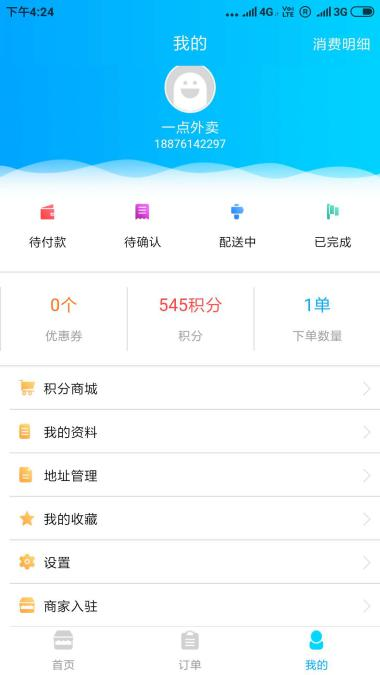 下午4:24
4G
VoLTE
R
3G
我的
消费明细
一点外卖
18876142297
待付款 待确认 配送中 已完成
0个 545积分 1单
优惠券 积分 下单数量
积分商城
我的资料
地址管理
我的收藏
设置
商家入驻
首页 订单 我的